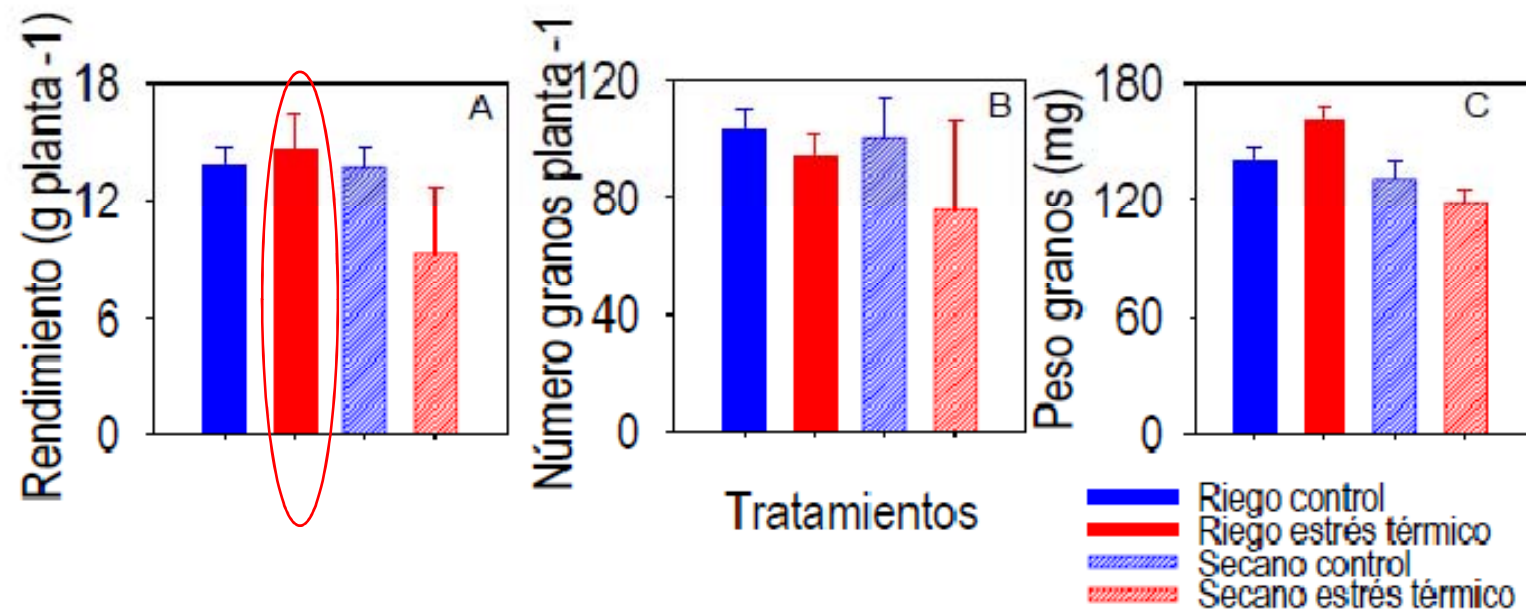 Rendimiento (g planta -1)
18
12
6
0
A
Número granos planta -1
120
80
40
0
B
Peso granos (mg)
180
120
60
0
C
Tratamientos
Riego control
Riego estrés térmico
Secano control
Secano estrés térmico